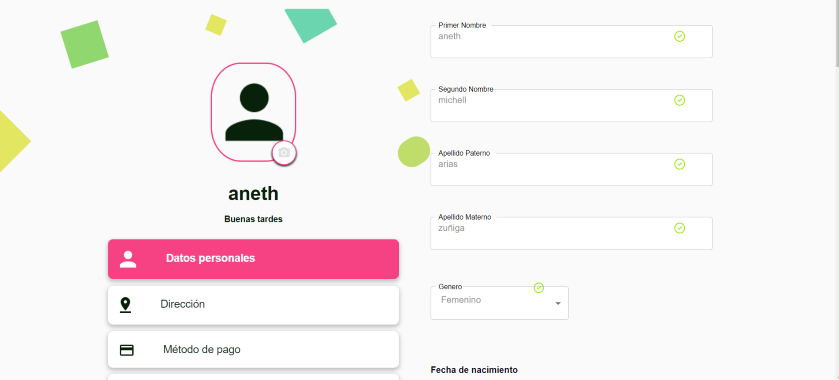 aneth
Buenas tardes
Datos personales
Dirección
Método de pago
Primer Nombre
aneth
Segundo Nombre
michell
Apellido Paterno
arias
Apellido Materno
zuñiga
Genero
Femenino
Fecha de nacimiento